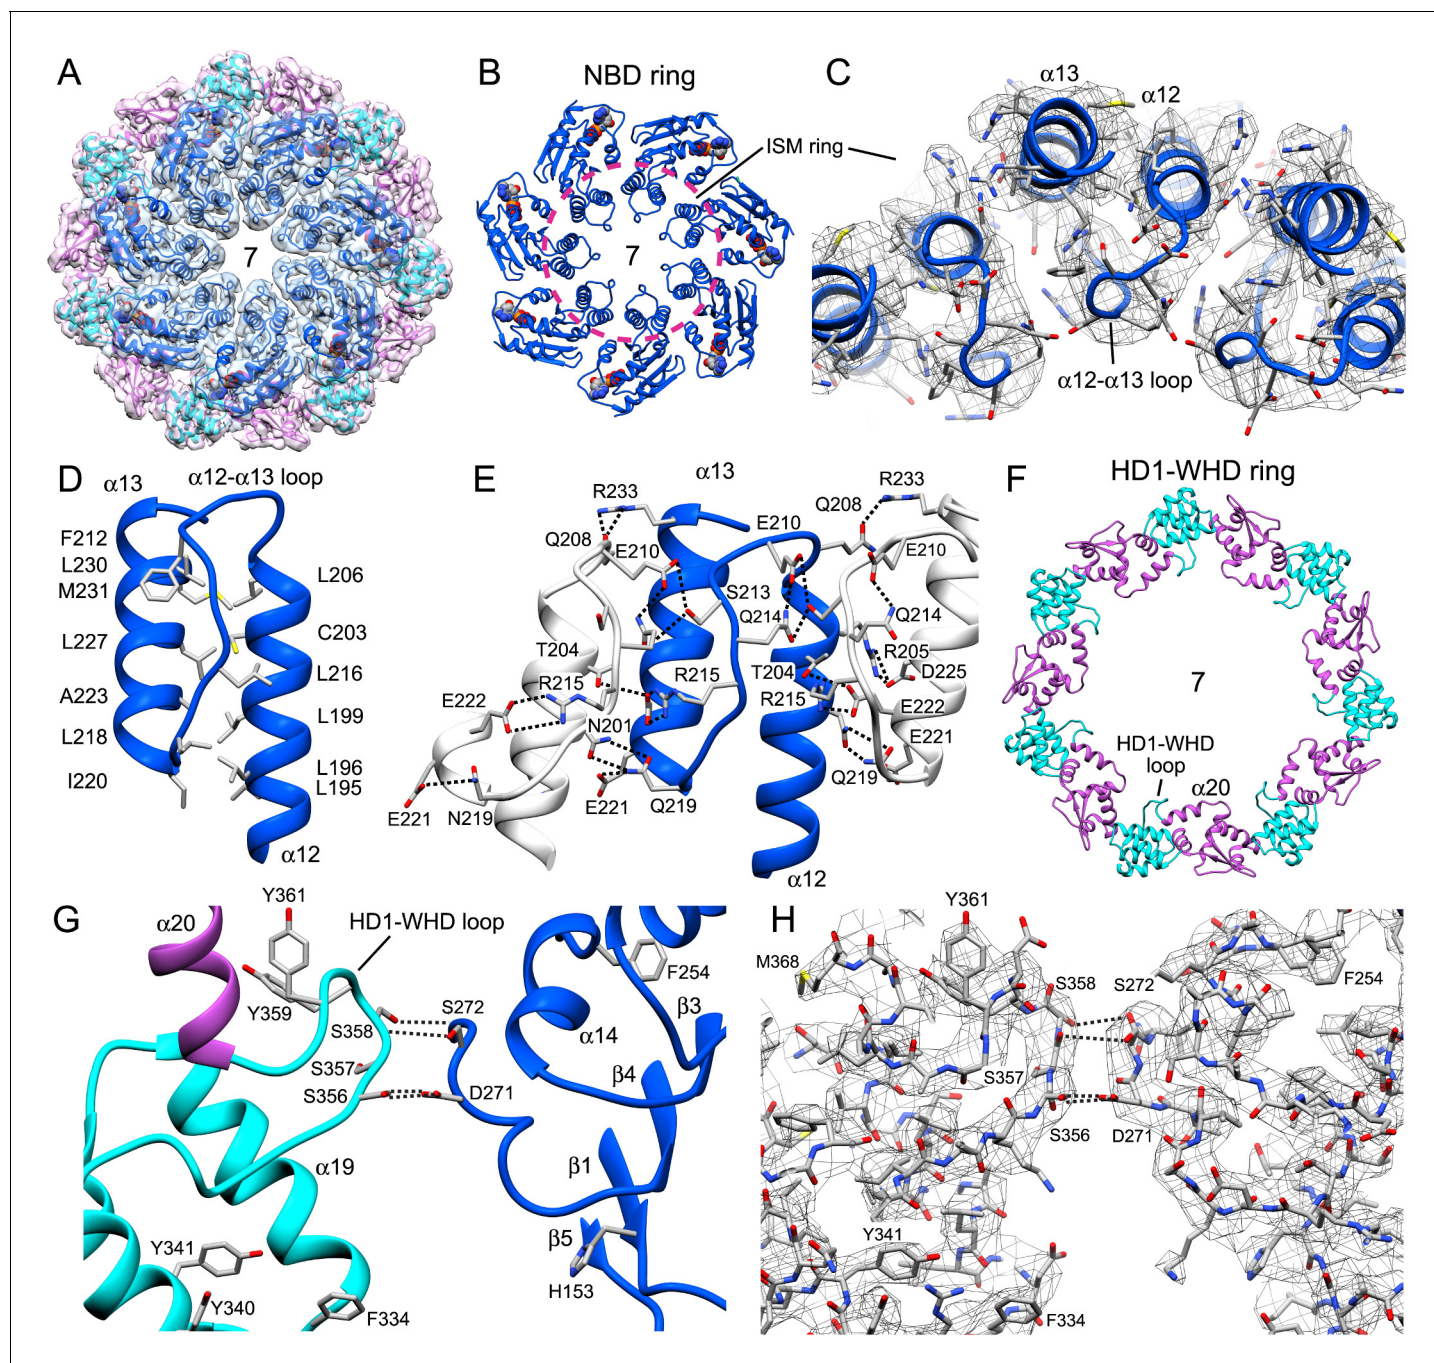 A
7
B
NBD ring
7
ISM ring
C
α13
α12
α12-α13 loop
D
α13
α12-α13 loop
F212
L230
M231
L227
A223
L218
I220
L206
C203
L216
L199
L196
L195
α12
E
α13
R233
Q208
E210
E210
S213
Q214
R233
Q208
E210
Q214
T204
R215
E222
N201
R215
T204
R215
R205
D225
E222
E221
Q219
E221
N219
E221
Q219
α12
F
HD1-WHD ring
7
HD1-WHD
loop
α20
G
α20
Y361
HD1-WHD loop
Y359
S358
S357
S356
S272
D271
F254
α14
β3
β4
β1
β5
H153
α19
Y341
Y340
F334
H
Y361
M368
S358
S272
F254
S357
S356
D271
Y341
F334